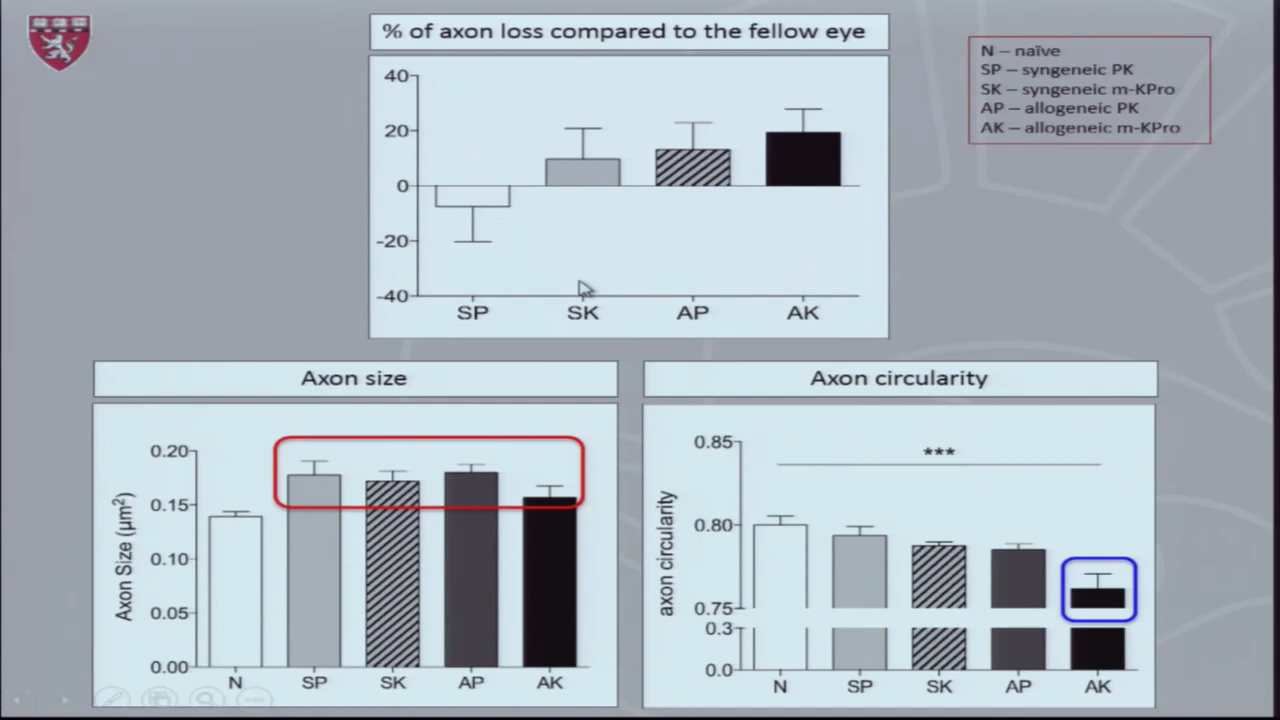 % of axon loss compared to the fellow eye
N – naïve
SP – syngeneic PK
SK – syngeneic m-KPro
AP – allogeneic PK
AK – allogeneic m-KPro
40
20
0
-20
-40
SP SK AP AK
Axon size
Axon Size (µm²)
0.20
0.15
0.10
0.05
0.00
N SP SK AP AK
Axon circularity
axon circularity
0.85
0.80
0.75
0.3
0.0
***
N SP SK AP AK